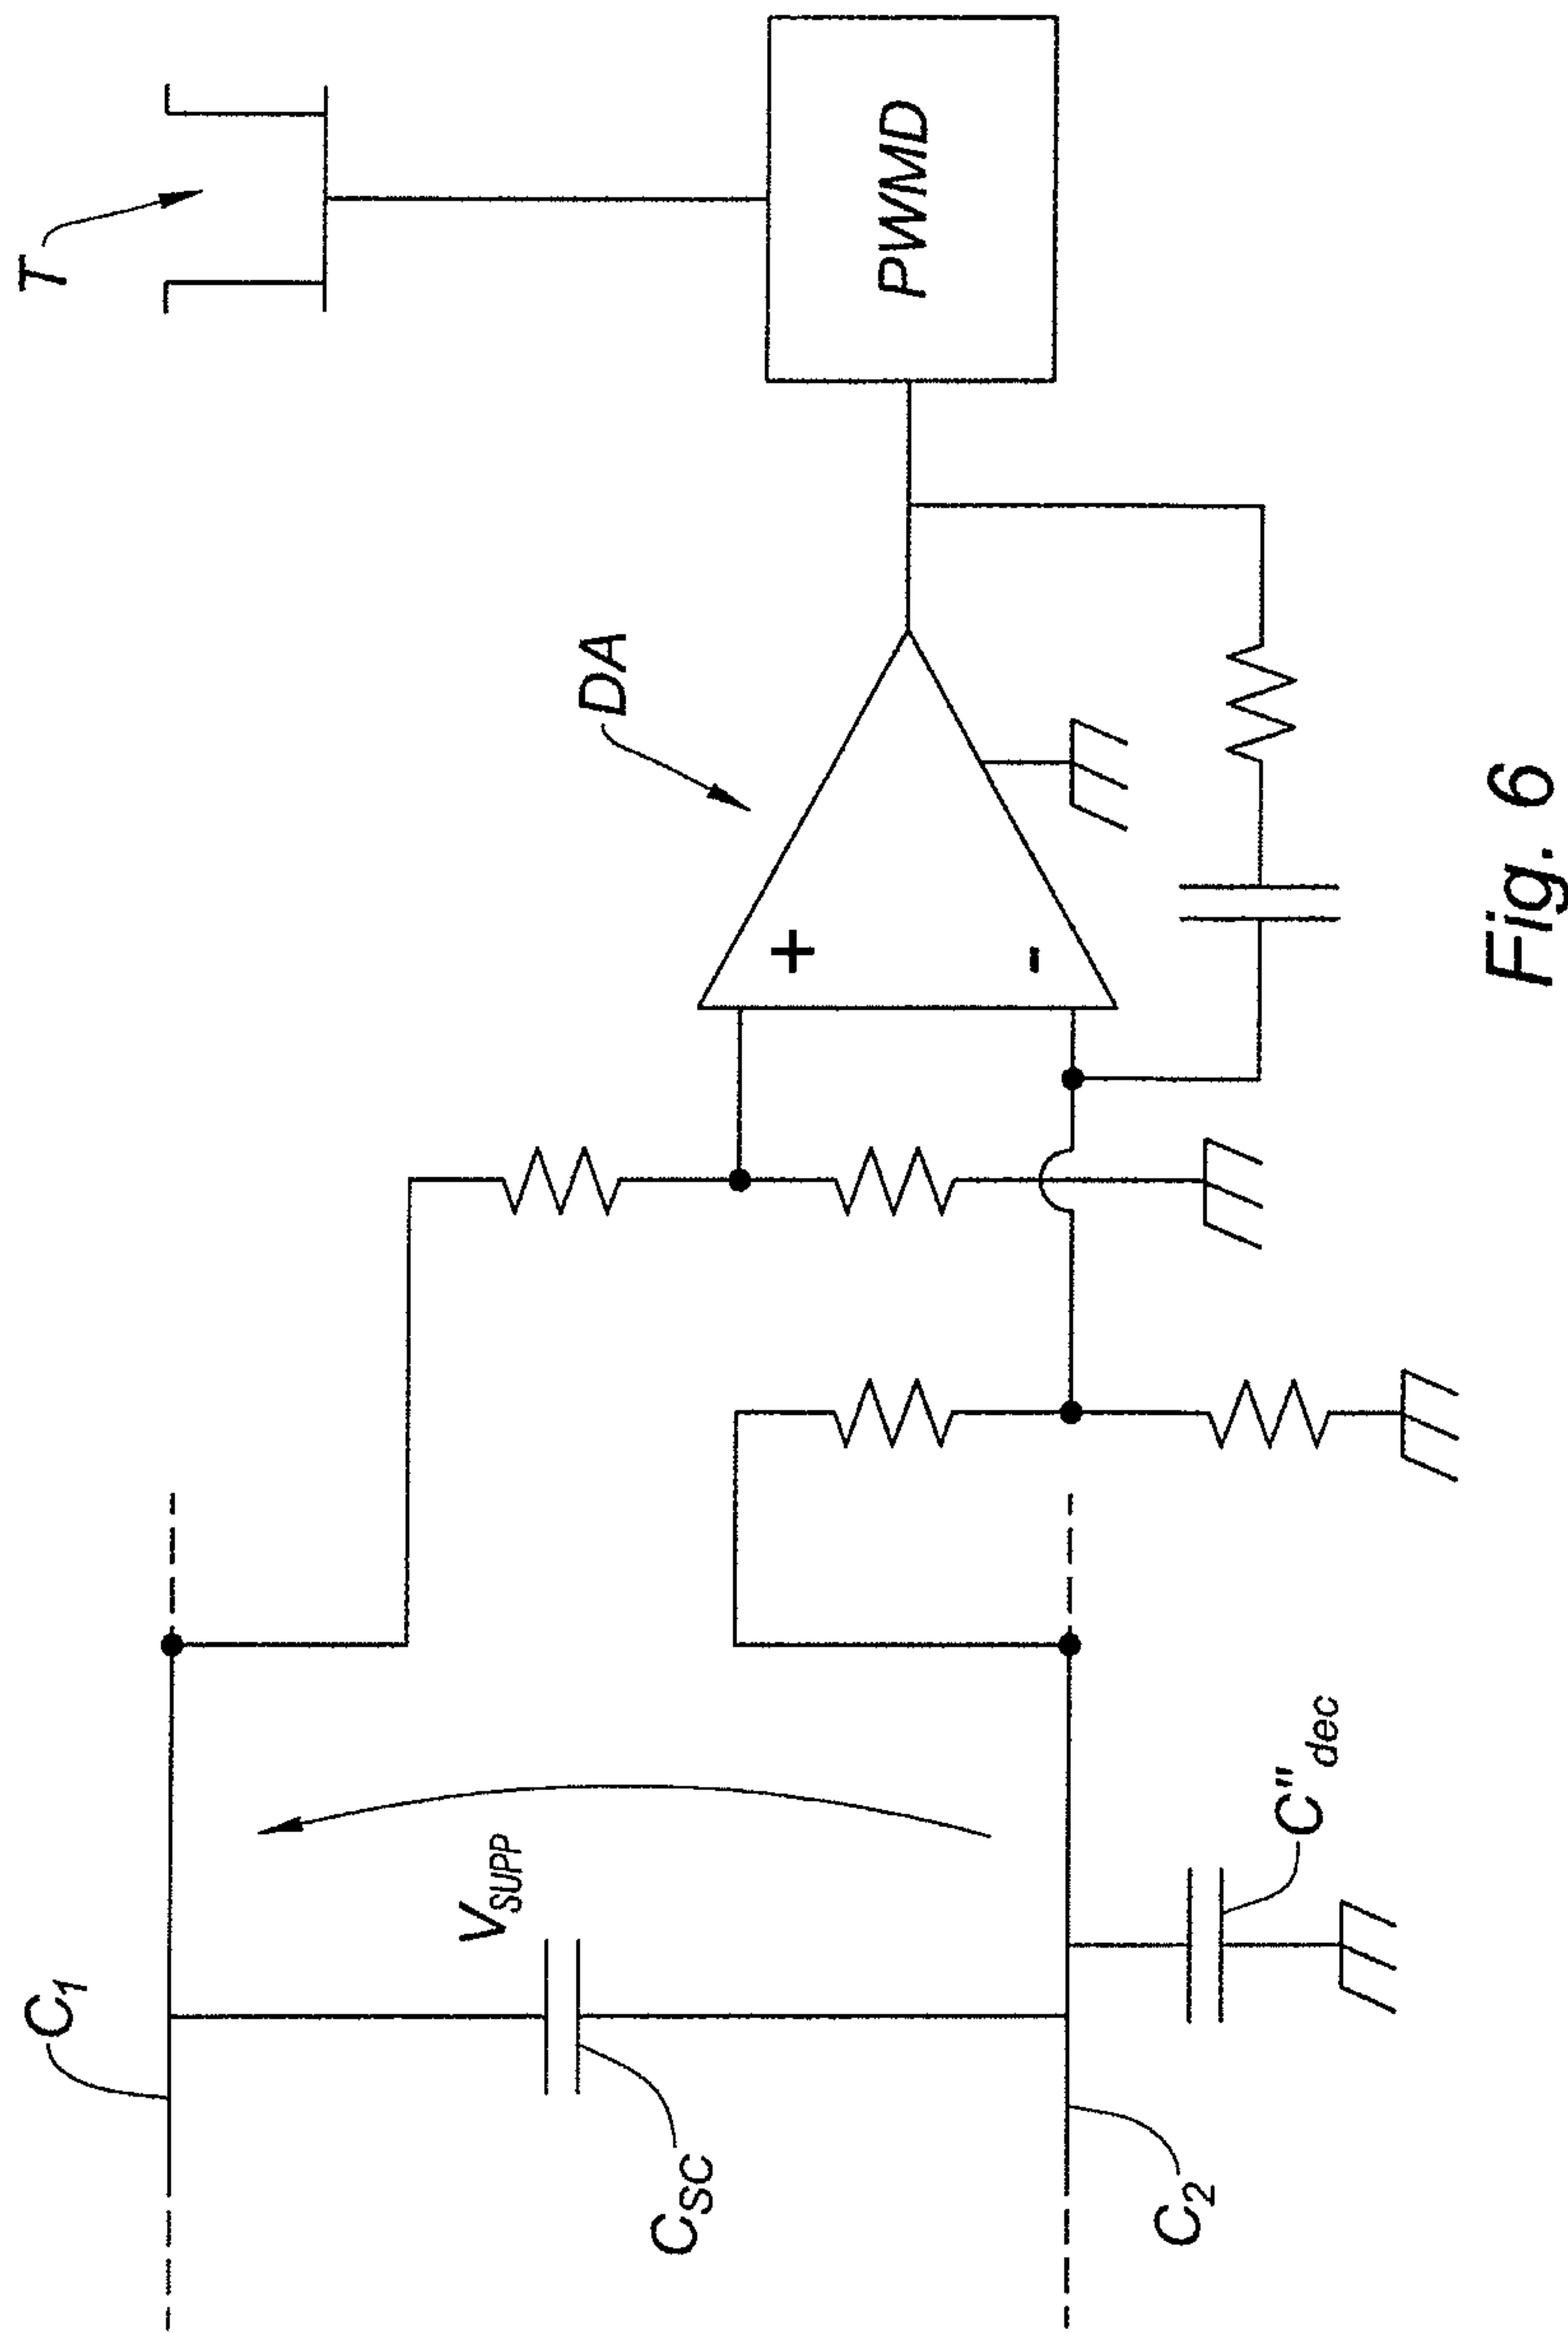 C1
VSUPP
CSC
C2
C"dec
DA
+
-
T
PWMD
Fig. 6